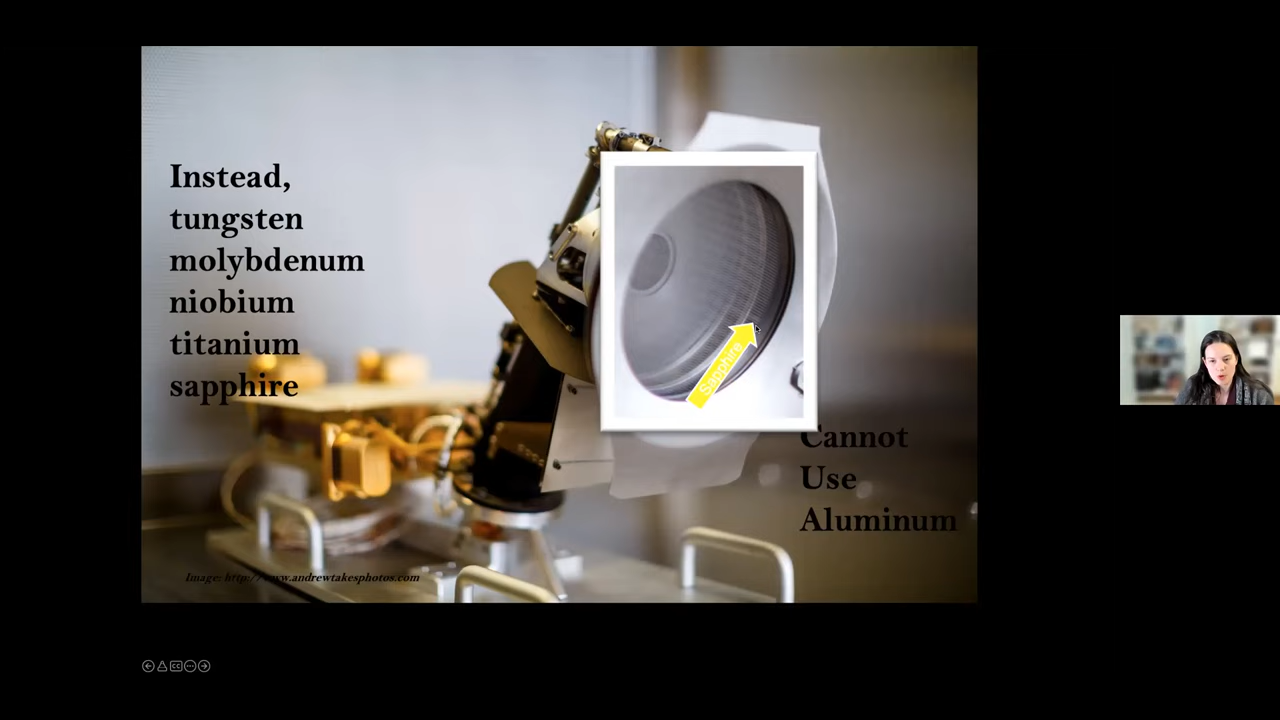 Instead,
tungsten
molybdenum
niobium
titanium
sapphire
Sapphire
Cannot
Use
Aluminum
Image: http://www.andrewtakesphotos.com